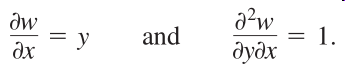 ∂w/∂x = y and ∂²w/∂y∂x = 1.